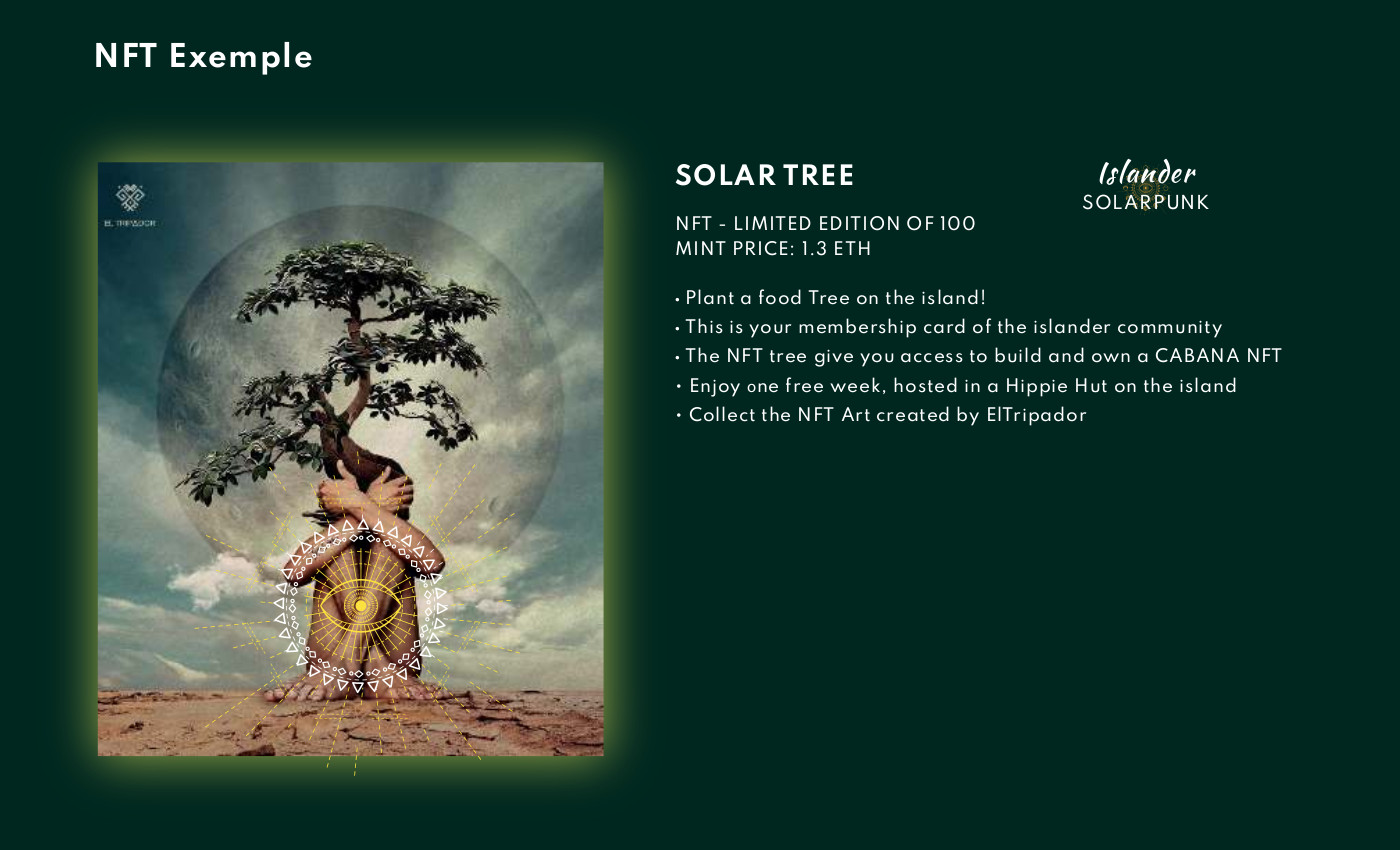 NFT Exemple
EL TRIPADOR
SOLAR TREE
Islander
SOLARPUNK
NFT - LIMITED EDITION OF 100
MINT PRICE: 1.3 ETH
• Plant a food Tree on the island!
• This is your membership card of the islander community
• The NFT tree give you access to build and own a CABANA NFT
• Enjoy one free week, hosted in a Hippie Hut on the island
• Collect the NFT Art created by ElTripador